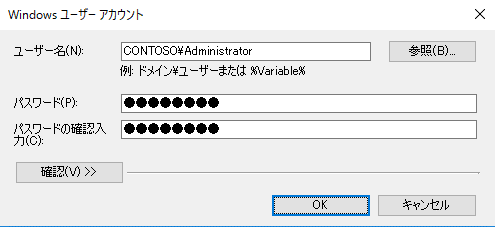 Windows ユーザー アカウント
ユーザー名(N):
CONTOSO¥Administrator
参照(B)...
例: ドメイン¥ユーザーまたは %Variable%
パスワード(P):
●●●●●●●●
パスワードの確認入
力(C):
●●●●●●●●
確認(V) >>
OK
キャンセル